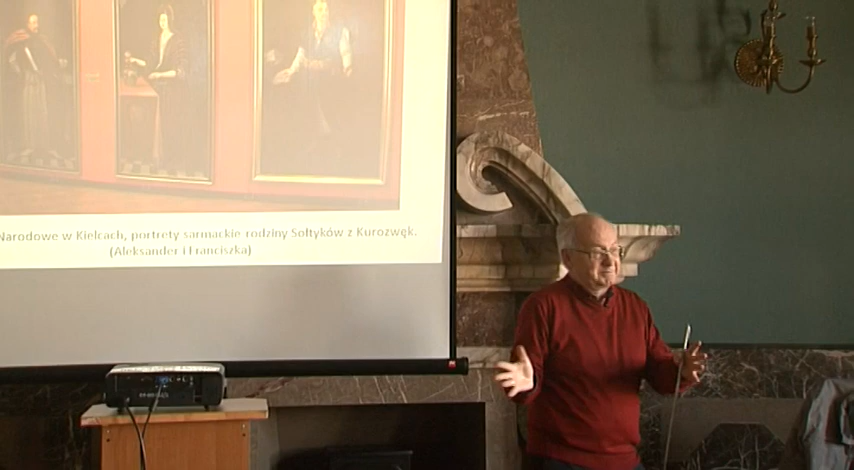 Narodowe w Kielcach, portrety sarmackie rodziny Sołtyków z Kurozwęk.
(Aleksander i Franciszka)